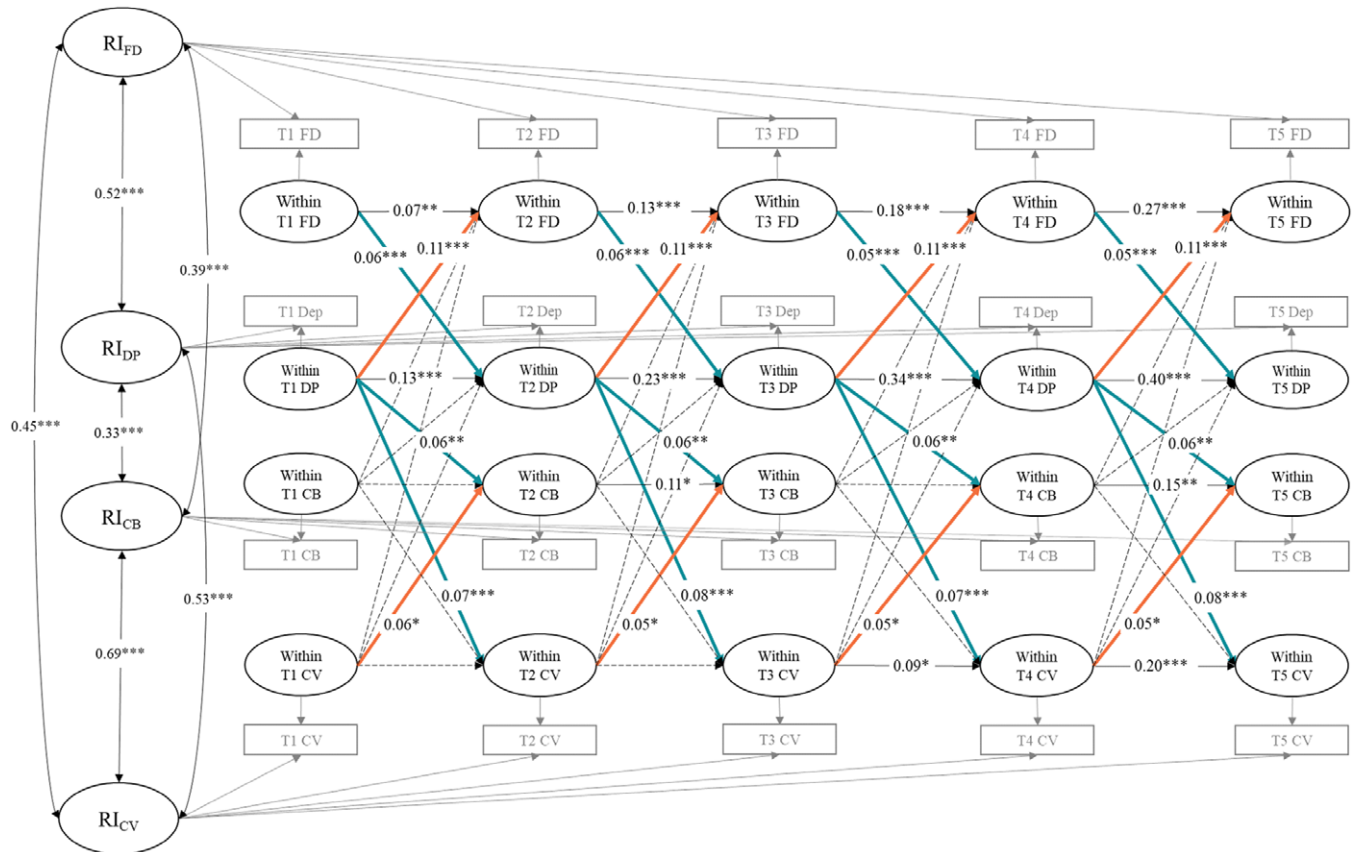 RIFD
T1 FD
T2 FD
T3 FD
T4 FD
T5 FD
0.52***
Within
T1 FD
0.07**
Within
T2 FD
0.13***
Within
T3 FD
0.18***
Within
T4 FD
0.27***
Within
T5 FD
0.39***
0.06***
0.11***
0.06***
0.11***
0.05***
0.11***
0.05***
0.11***
RIDP
T1 Dep
T2 Dep
T3 Dep
T4 Dep
T5 Dep
Within
T1 DP
0.13***
Within
T2 DP
0.23***
Within
T3 DP
0.34***
Within
T4 DP
0.40***
Within
T5 DP
0.45***
0.33***
0.06**
0.06**
0.06**
0.06**
Within
T1 CB
Within
T2 CB
0.11*
Within
T3 CB
Within
T4 CB
0.15**
Within
T5 CB
RICB
T1 CB
T2 CB
T3 CB
T4 CB
T5 CB
0.53***
0.06*
0.07***
0.05*
0.08***
0.05*
0.07***
0.05*
0.08***
0.69***
Within
T1 CV
Within
T2 CV
Within
T3 CV
0.09*
Within
T4 CV
0.20***
Within
T5 CV
T1 CV
T2 CV
T3 CV
T4 CV
T5 CV
RICV